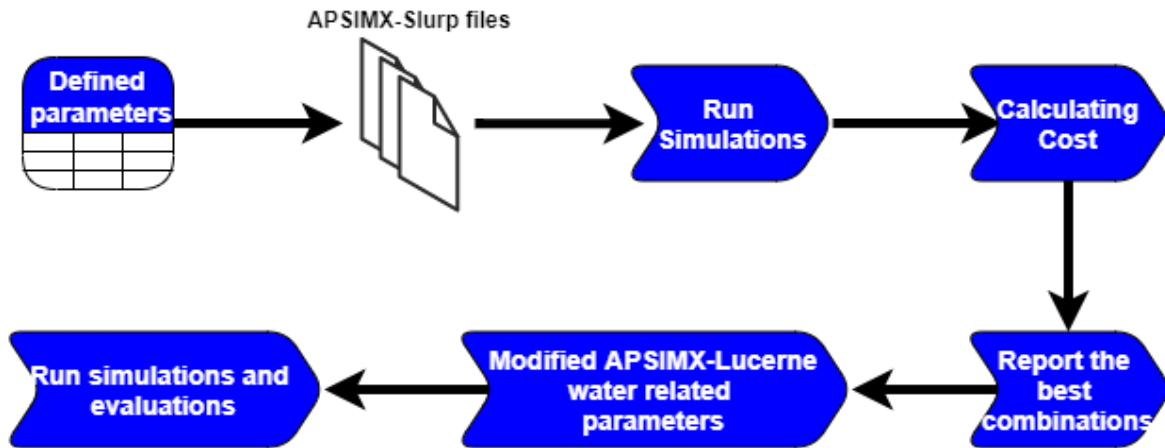 APSIMX-Slurp files
Defined
parameters
Run
Simulations
Calculating
Cost
Report the
best
combinations
Modified APSIMX-Lucerne
water related
parameters
Run simulations and
evaluations